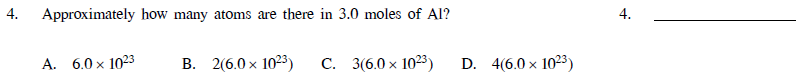 4. Approximately how many atoms are there in 3.0 moles of Al? 4. ____________
A. 6.0 × 10²³ B. 2(6.0 × 10²³) C. 3(6.0 × 10²³) D. 4(6.0 × 10²³)